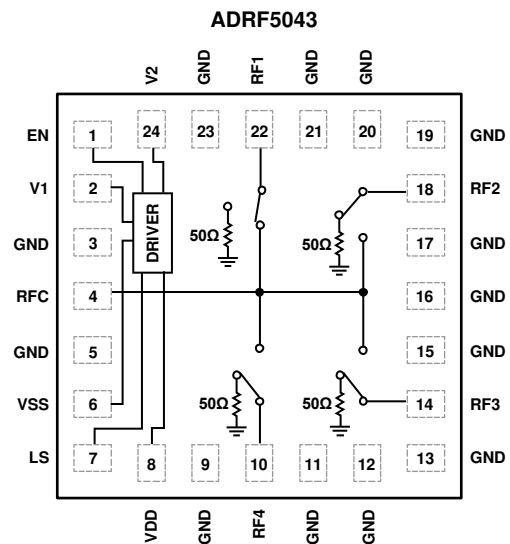 ADRF5043
V2 GND RF1 GND GND
24 23 22 21 20
EN 1 19 GND
V1 2 18 RF2
GND 3 17 GND
RFC 4 16 GND
GND 5 15 GND
VSS 6 14 RF3
LS 7 13 GND
DRIVER
50Ω 50Ω
50Ω 50Ω
8 9 10 11 12
VDD GND RF4 GND GND